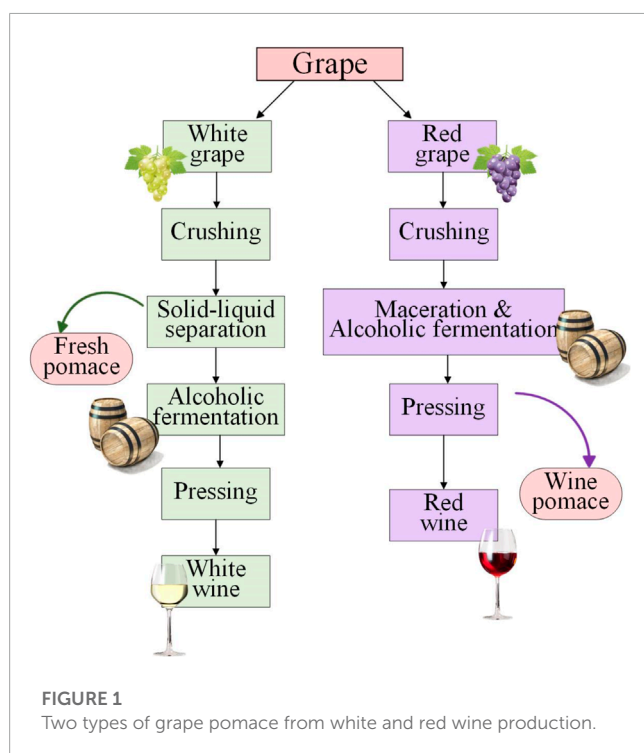 Grape
White
grape
Red
grape
Crushing
Crushing
Solid-liquid
separation
Maceration &
Alcoholic fermentation
Fresh
pomace
Alcoholic
fermentation
Pressing
Pressing
Wine
pomace
Red
wine
White
wine
FIGURE 1
Two types of grape pomace from white and red wine production.